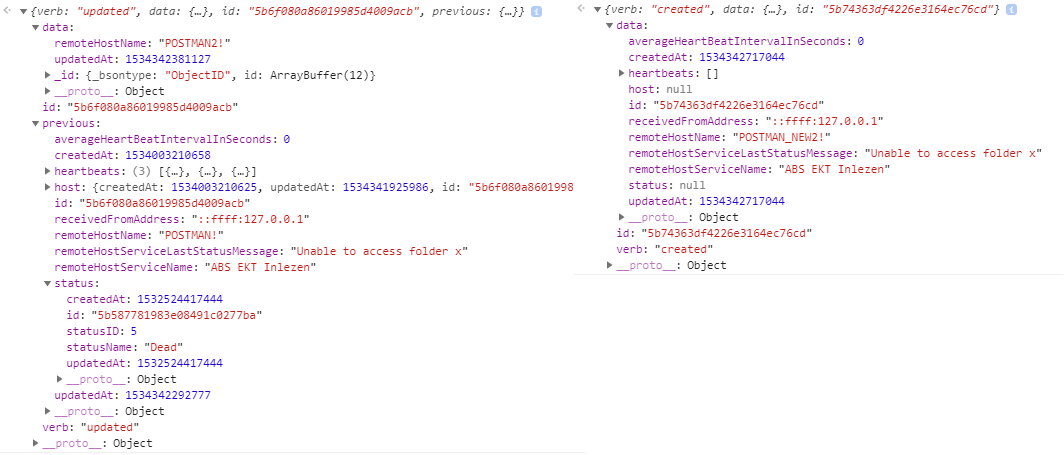 {verb: "updated", data: {…}, id: "5b6f080a86019985d4009acb", previous: {…}}
data:
remoteHostName: "POSTMAN2!"
updatedAt: 1534342381127
_id: {_bsontype: "ObjectID", id: ArrayBuffer(12)}
__proto__: Object
id: "5b6f080a86019985d4009acb"
previous:
averageHeartBeatIntervalInSeconds: 0
createdAt: 1534003210658
heartbeats: (3) [{…}, {…}, {…}]
host: {createdAt: 1534003210625, updatedAt: 1534341925986, id: "5b6f080a8601998
id: "5b6f080a86019985d4009acb"
receivedFromAddress: "::ffff:127.0.0.1"
remoteHostName: "POSTMAN!"
remoteHostServiceLastStatusMessage: "Unable to access folder x"
remoteHostServiceName: "ABS EKT Inlezen"
status:
createdAt: 1532524417444
id: "5b587781983e08491c0277ba"
statusID: 5
statusName: "Dead"
updatedAt: 1532524417444
__proto__: Object
updatedAt: 1534342292777
__proto__: Object
verb: "updated"
__proto__: Object
{verb: "created", data: {…}, id: "5b74363df4226e3164ec76cd"}
data:
averageHeartBeatIntervalInSeconds: 0
createdAt: 1534342717044
heartbeats: []
host: null
id: "5b74363df4226e3164ec76cd"
receivedFromAddress: "::ffff:127.0.0.1"
remoteHostName: "POSTMAN_NEW2!"
remoteHostServiceLastStatusMessage: "Unable to access folder x"
remoteHostServiceName: "ABS EKT Inlezen"
status: null
updatedAt: 1534342717044
__proto__: Object
id: "5b74363df4226e3164ec76cd"
verb: "created"
__proto__: Object